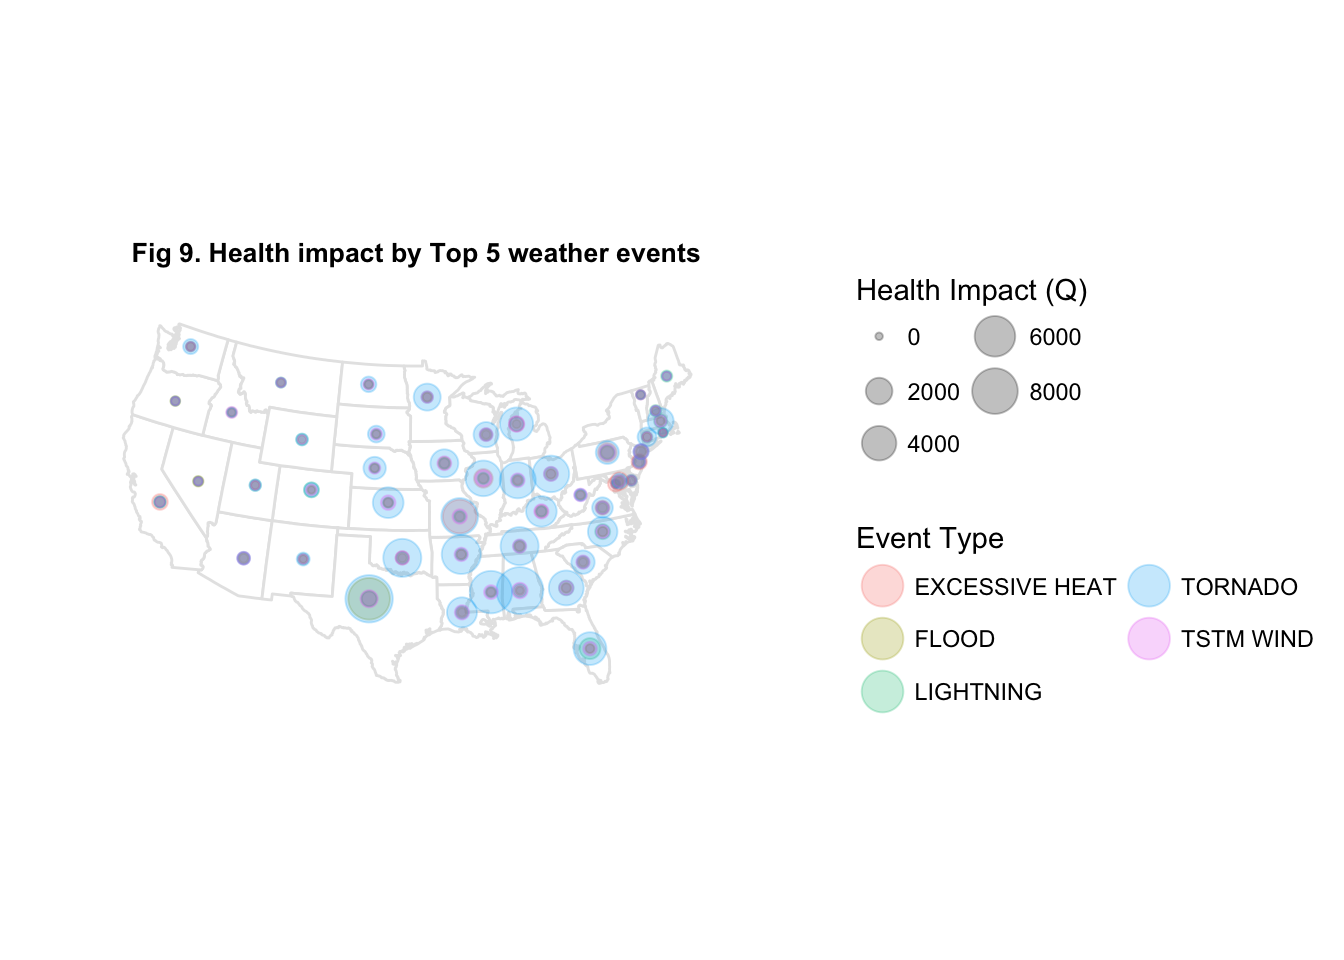 Fig 9. Health impact by Top 5 weather events
Health Impact (Q)
0 6000
2000 8000
4000
Event Type
EXCESSIVE HEAT TORNADO
FLOOD TSTM WIND
LIGHTNING